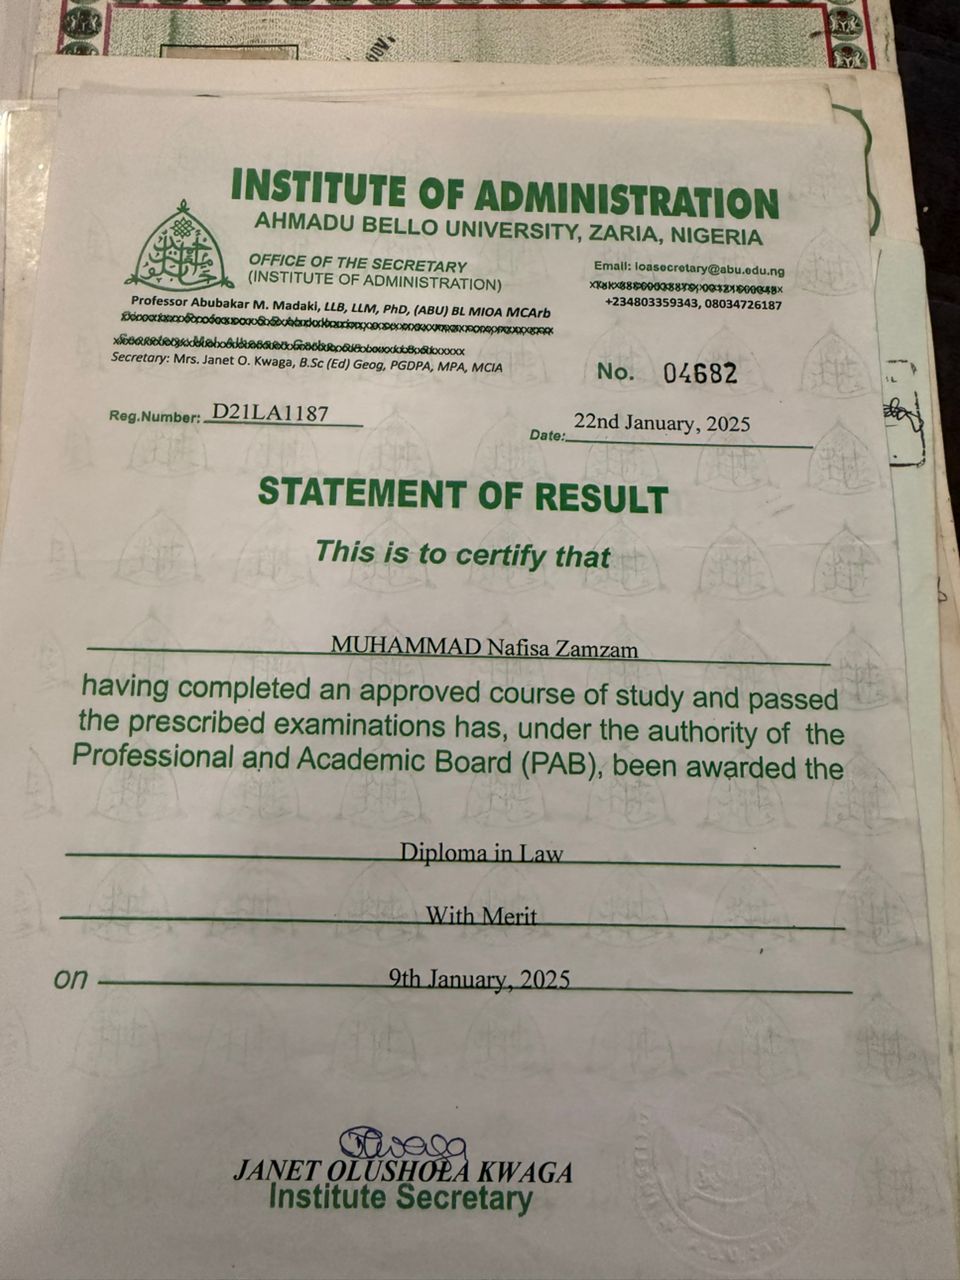 INSTITUTE OF ADMINISTRATION
AHMADU BELLO UNIVERSITY, ZARIA, NIGERIA
OFFICE OF THE SECRETARY
(INSTITUTE OF ADMINISTRATION)
Email: Ioasecretary@abu.edu.ng
+234803359343, 08034726187
Professor Abubakar M. Madaki, LLB, LLM, PhD, (ABU) BL MIOA MCArb
Secretary: Mrs. Janet O. Kwaga, B.Sc (Ed) Geog, PGDPA, MPA, MCIA
No. 04682
Reg.Number: D21LA1187
Date: 22nd January, 2025
STATEMENT OF RESULT
This is to certify that
MUHAMMAD Nafisa Zamzam
having completed an approved course of study and passed
the prescribed examinations has, under the authority of the
Professional and Academic Board (PAB), been awarded the
Diploma in Law
With Merit
on 9th January, 2025
JANET OLUSHOLA KWAGA
Institute Secretary